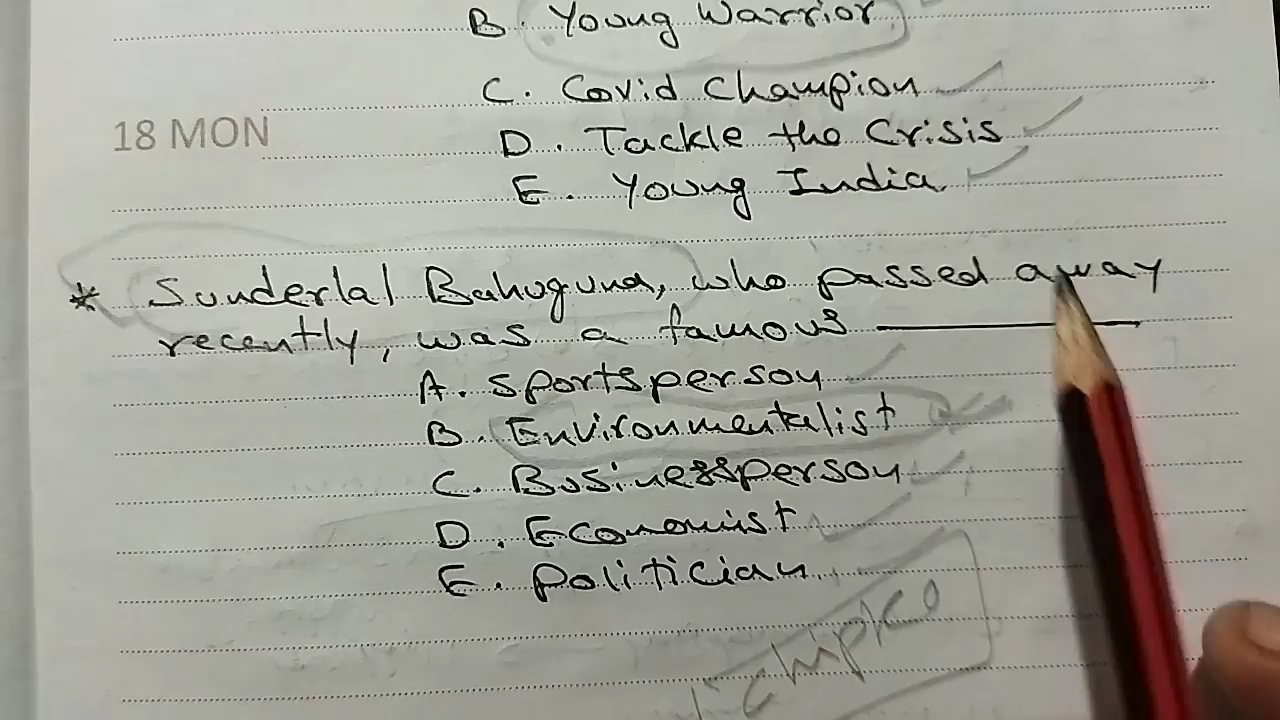 B. Young Warrior
C. Covid Champion
18 MON
D. Tackle the Crisis
E. Young India
* Sunderlal Bahuguna, who passed away
recently, was a famous
A. Sportsperson
B. Environmentalist
C. Businessperson
D. Economist
E. Politician
chipko